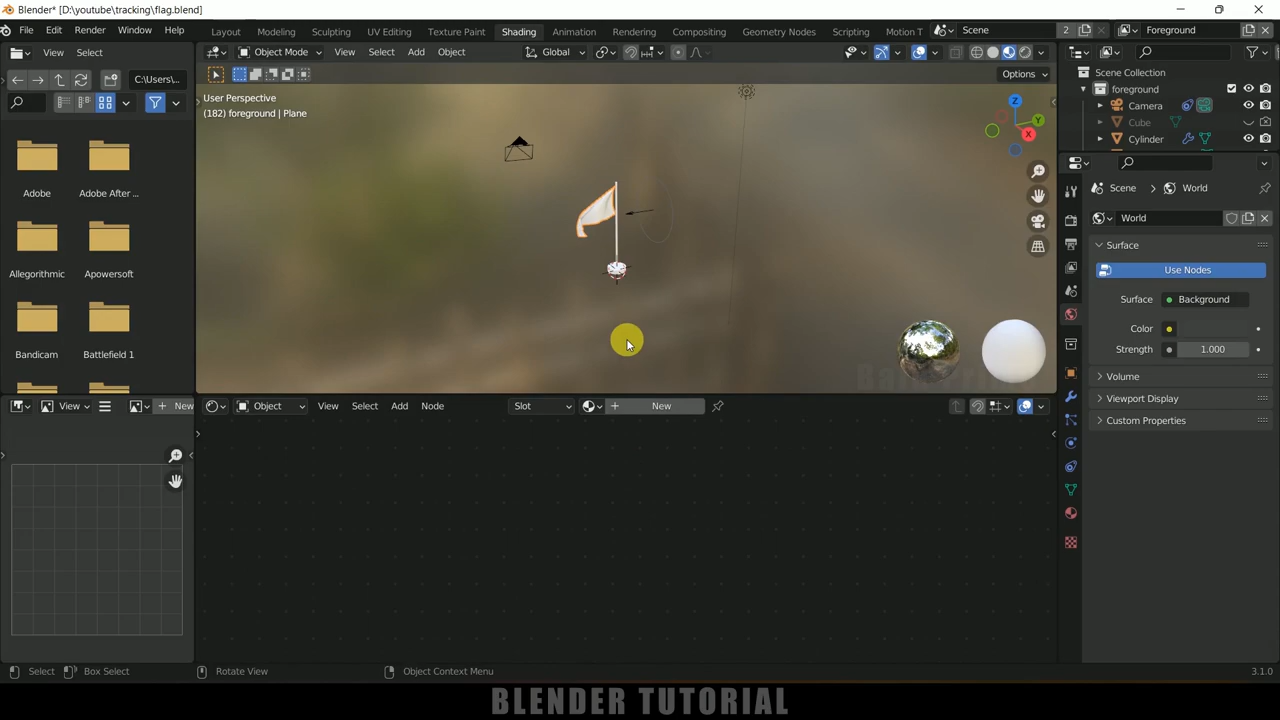 Blender* [D:\youtube\tracking\flag.blend]
File Edit Render Window Help Layout Modeling Sculpting UV Editing Texture Paint Shading Animation Rendering Compositing Geometry Nodes Scripting Motion T Scene 2 Foreground
View Select Object Mode View Select Add Object Global
C:\Users\... Options
User Perspective
(182) foreground | Plane
Scene Collection
foreground
Camera
Cube
Cylinder
Z
Y
X
Adobe Adobe After ...
Allegorithmic Apowersoft
Bandicam Battlefield 1
Scene > World
World
Surface
Use Nodes
Surface Background
Color
Strength 1.000
Volume
Viewport Display
Custom Properties
View New Object View Select Add Node Slot New
Select Box Select Rotate View Object Context Menu 3.1.0
BLENDER TUTORIAL